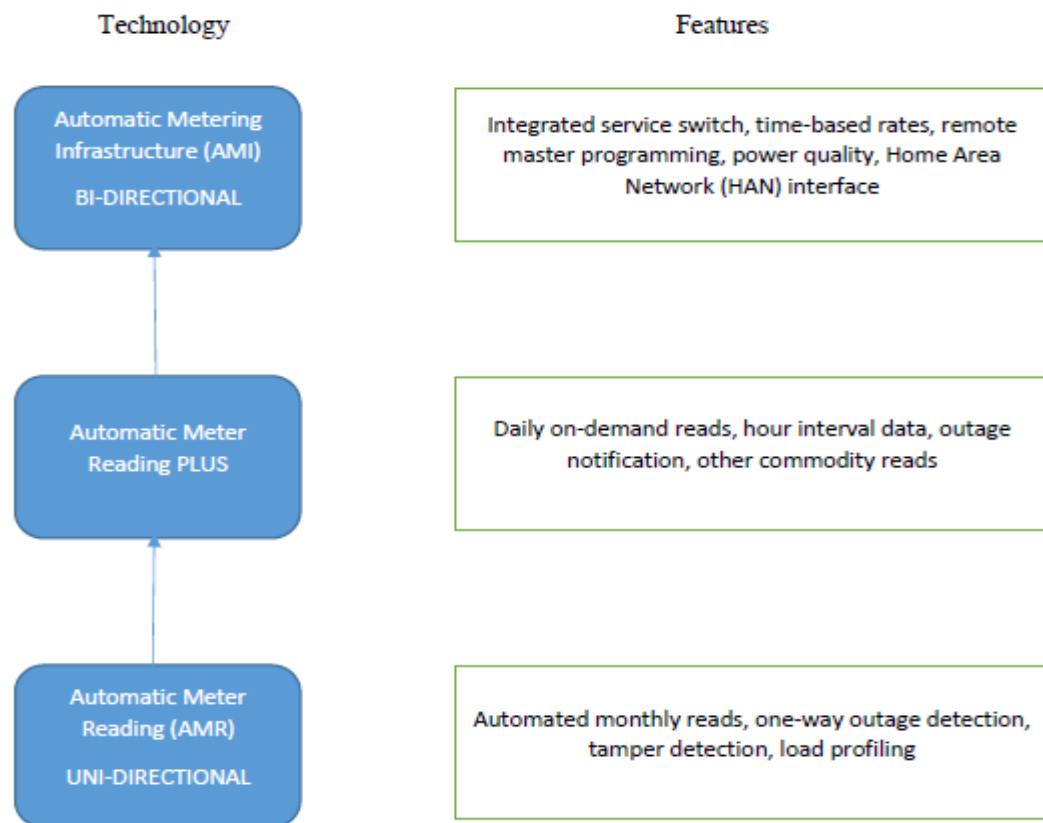 Technology
Features
Automatic Metering
Infrastructure (AMI)
BI-DIRECTIONAL
Integrated service switch, time-based rates, remote
master programming, power quality, Home Area
Network (HAN) interface
Automatic Meter
Reading PLUS
Daily on-demand reads, hour interval data, outage
notification, other commodity reads
Automatic Meter
Reading (AMR)
UNI-DIRECTIONAL
Automated monthly reads, one-way outage detection,
tamper detection, load profiling